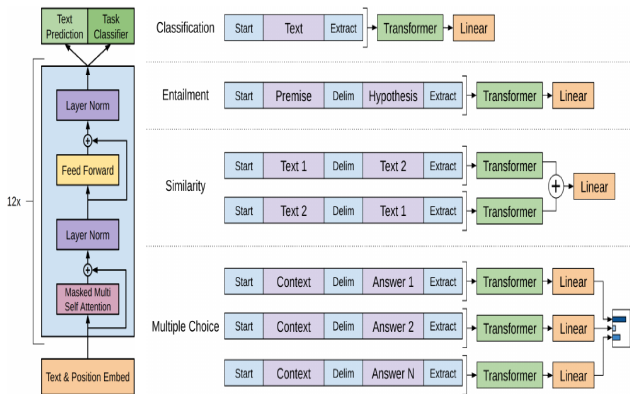 Text
Prediction
Task
Classifier
12x
Layer Norm
+
Feed Forward
Layer Norm
+
Masked Multi
Self Attention
Text & Position Embed
Classification
Start Text Extract Transformer Linear
Entailment
Start Premise Delim Hypothesis Extract Transformer Linear
Similarity
Start Text 1 Delim Text 2 Extract Transformer
+ Linear
Start Text 2 Delim Text 1 Extract Transformer
Multiple Choice
Start Context Delim Answer 1 Extract Transformer Linear
Start Context Delim Answer 2 Extract Transformer Linear
Start Context Delim Answer N Extract Transformer Linear